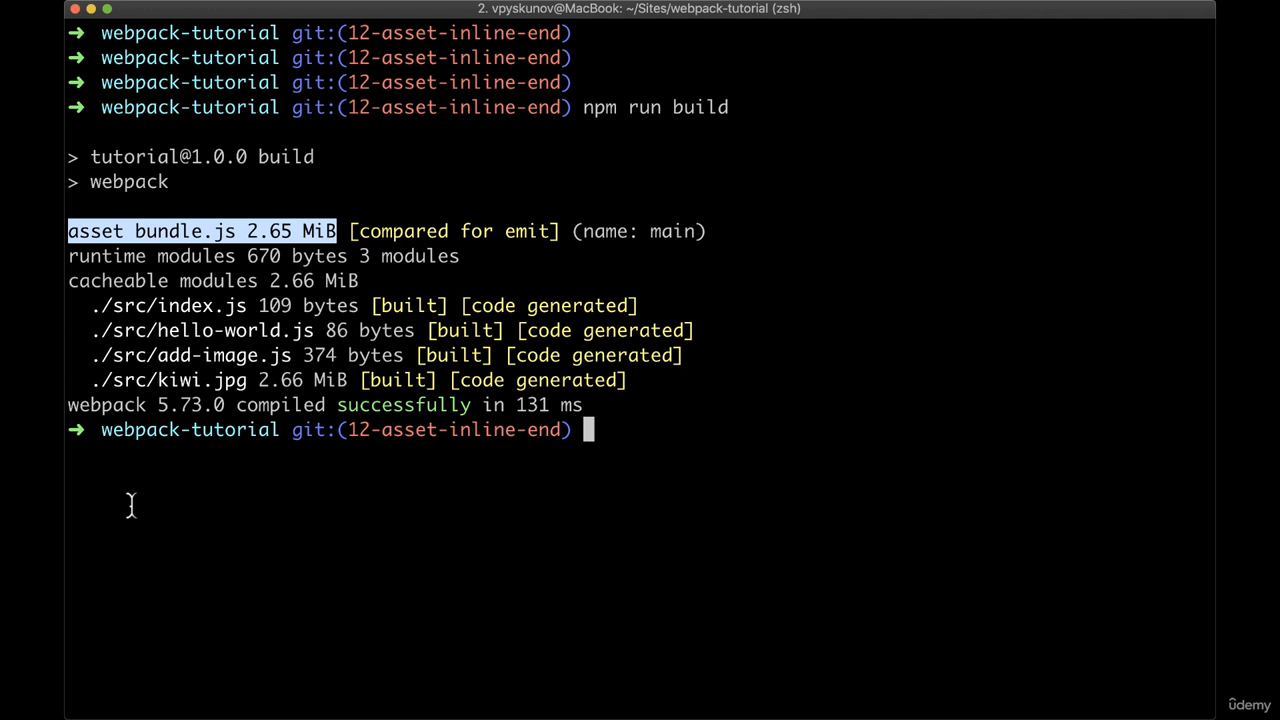 2. vpyskunov@MacBook: ~/Sites/webpack-tutorial (zsh)
➜ webpack-tutorial git:(12-asset-inline-end)
➜ webpack-tutorial git:(12-asset-inline-end)
➜ webpack-tutorial git:(12-asset-inline-end)
➜ webpack-tutorial git:(12-asset-inline-end) npm run build
> tutorial@1.0.0 build
> webpack
asset bundle.js 2.65 MiB [compared for emit] (name: main)
runtime modules 670 bytes 3 modules
cacheable modules 2.66 MiB
./src/index.js 109 bytes [built] [code generated]
./src/hello-world.js 86 bytes [built] [code generated]
./src/add-image.js 374 bytes [built] [code generated]
./src/kiwi.jpg 2.66 MiB [built] [code generated]
webpack 5.73.0 compiled successfully in 131 ms
➜ webpack-tutorial git:(12-asset-inline-end)
ûdemy